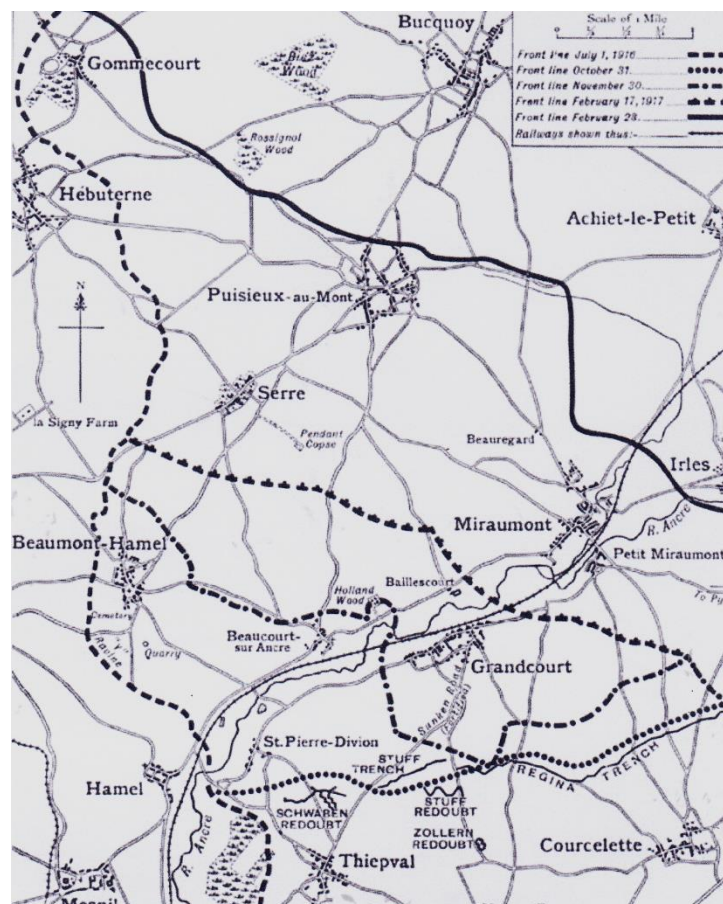 Bucquoy
Scale of 1 Mile
Gommecourt
Front line July 1, 1916
Front line October 31.
Front line November 30.
Front line February 17, 1917
Front line February 28.
Railways shown thus:-
Rossignol
Wood
Hébuterne
Achiet-le-Petit
N
Puisieux-au-Mont
Serre
la Signy Farm
Pendant
Copse
Beauregard
Irles
Miraumont
R. Ancre
Beaumont-Hamel
Petit Miraumont
Baillescourt
Holland
Wood
Cemetery
Beaucourt-
sur Ancre
"Y"
Ravine
Quarry
Grandcourt
Sunken Road
St. Pierre-Divion
STUFF
TRENCH
REGINA TRENCH
Hamel
SCHWABEN
REDOUBT
STUFF
REDOUBT
ZOLLERN
REDOUBT
Courcelette
R. Ancre
Thiepval